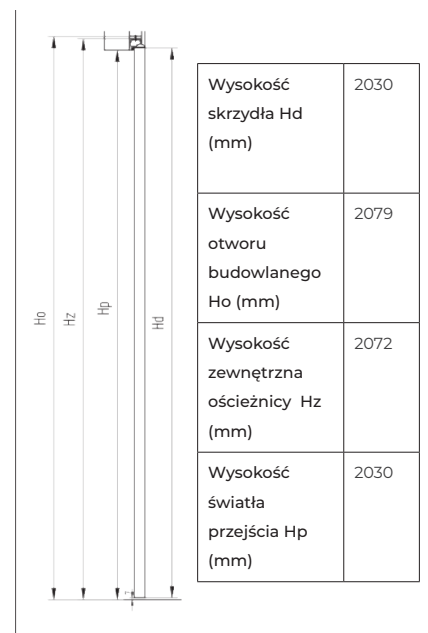 Ho
Hz
Hp
Hd
Wysokość 2030
skrzydła Hd
(mm)
Wysokość 2079
otworu
budowlanego
Ho (mm)
Wysokość 2072
zewnętrzna
ościeżnicy Hz
(mm)
Wysokość 2030
światła
przejścia Hp
(mm)